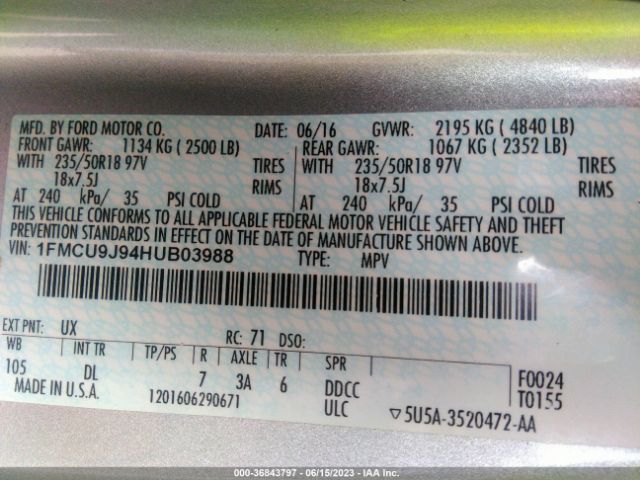 MFD. BY FORD MOTOR CO. DATE: 06/16 GVWR: 2195 KG ( 4840 LB)
FRONT GAWR: 1134 KG ( 2500 LB) REAR GAWR: 1067 KG ( 2352 LB)
WITH 235/50R18 97V TIRES WITH 235/50R18 97V TIRES
18x7.5J RIMS 18x7.5J RIMS
AT 240 kPa/ 35 PSI COLD AT 240 kPa/ 35 PSI COLD
THIS VEHICLE CONFORMS TO ALL APPLICABLE FEDERAL MOTOR VEHICLE SAFETY AND THEFT
PREVENTION STANDARDS IN EFFECT ON THE DATE OF MANUFACTURE SHOWN ABOVE.
VIN: 1FMCU9J94HUB03988 TYPE: MPV
EXT PNT: UX RC: 71 DSO:
WB INT TR TP/PS R AXLE TR SPR
105 DL 7 3A 6 DDCC F0024
MADE IN U.S.A. 1201606290671 ULC T0155
▽5U5A-3520472-AA
000-36843797 - 06/15/2023 - IAA Inc.